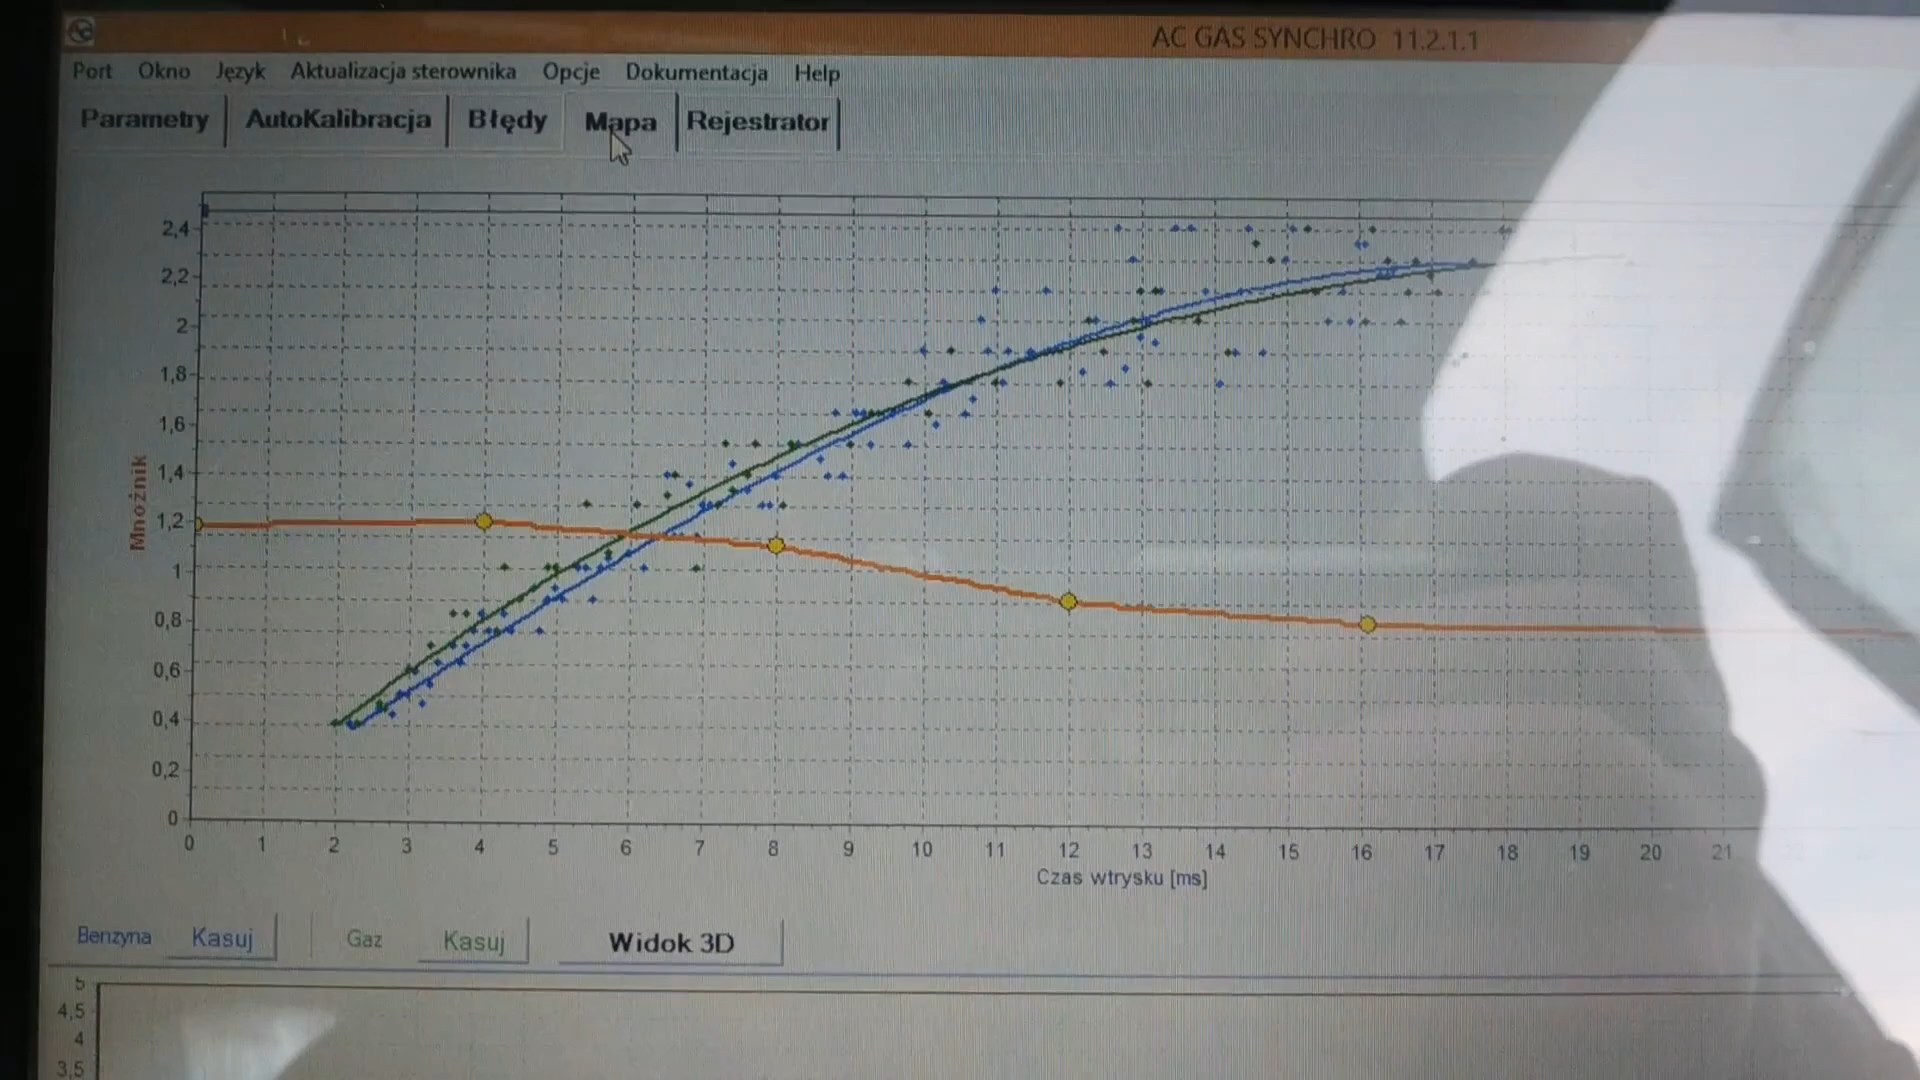 AC GAS SYNCHRO 11.2.1.1
Port Okno Język Aktualizacja sterownika Opcje Dokumentacja Help
Parametry AutoKalibracja Błędy Mapa Rejestrator
2,4
2,2
2
1,8
1,6
1,4
1,2
1
0,8
0,6
0,4
0,2
0
Mnożnik
0 1 2 3 4 5 6 7 8 9 10 11 12 13 14 15 16 17 18 19 20 21
Czas wtrysku [ms]
Benzyna Kasuj Gaz Kasuj Widok 3D
5
4,5
4
3,5